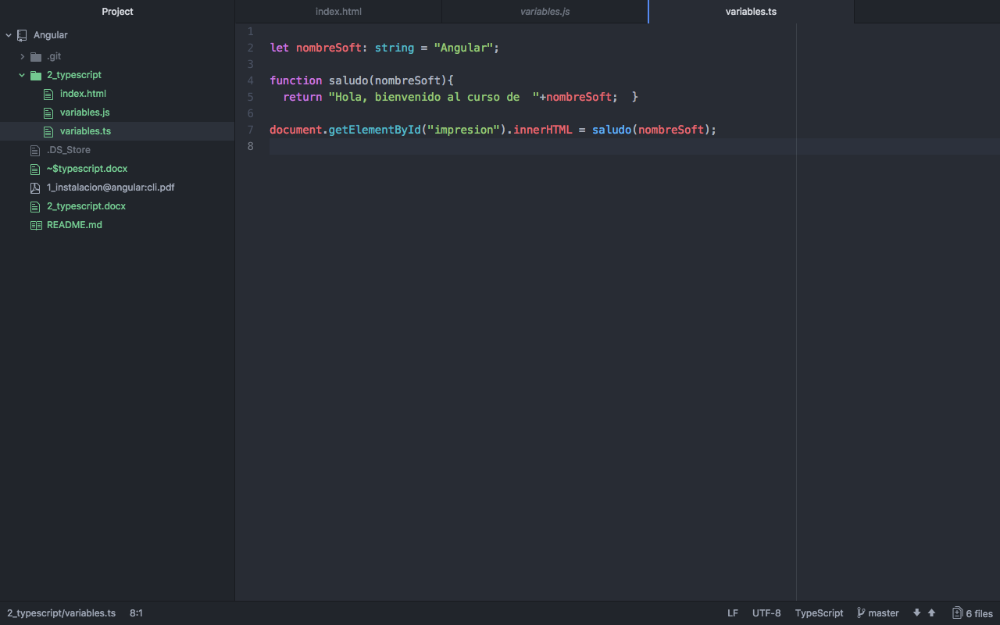 Project
index.html
variables.js
variables.ts
Angular
.git
2_typescript
index.html
variables.js
variables.ts
.DS_Store
~$typescript.docx
1_instalacion@angular:cli.pdf
2_typescript.docx
README.md
1
2 let nombreSoft: string = "Angular";
3
4 function saludo(nombreSoft){
5   return "Hola, bienvenido al curso de  "+nombreSoft;  }
6
7 document.getElementById("impresion").innerHTML = saludo(nombreSoft);
8
2_typescript/variables.ts 8:1 LF UTF-8 TypeScript master 6 files